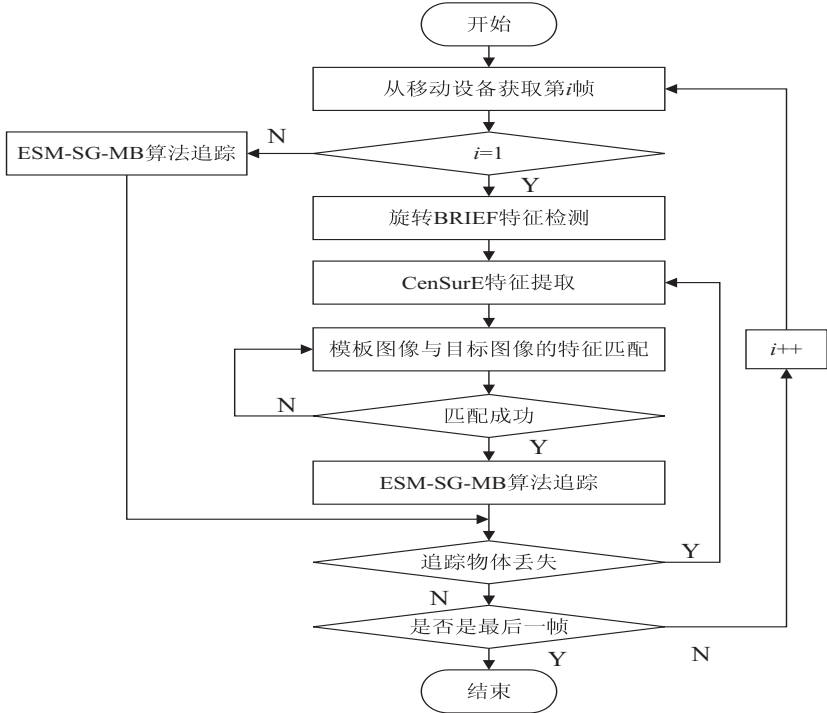 开始
从移动设备获取第i帧
N
ESM-SG-MB算法追踪
i=1
Y
旋转BRIEF特征检测
CenSurE特征提取
模板图像与目标图像的特征匹配
i++
N
匹配成功
Y
ESM-SG-MB算法追踪
追踪物体丢失
Y
N
是否是最后一帧
Y
N
结束